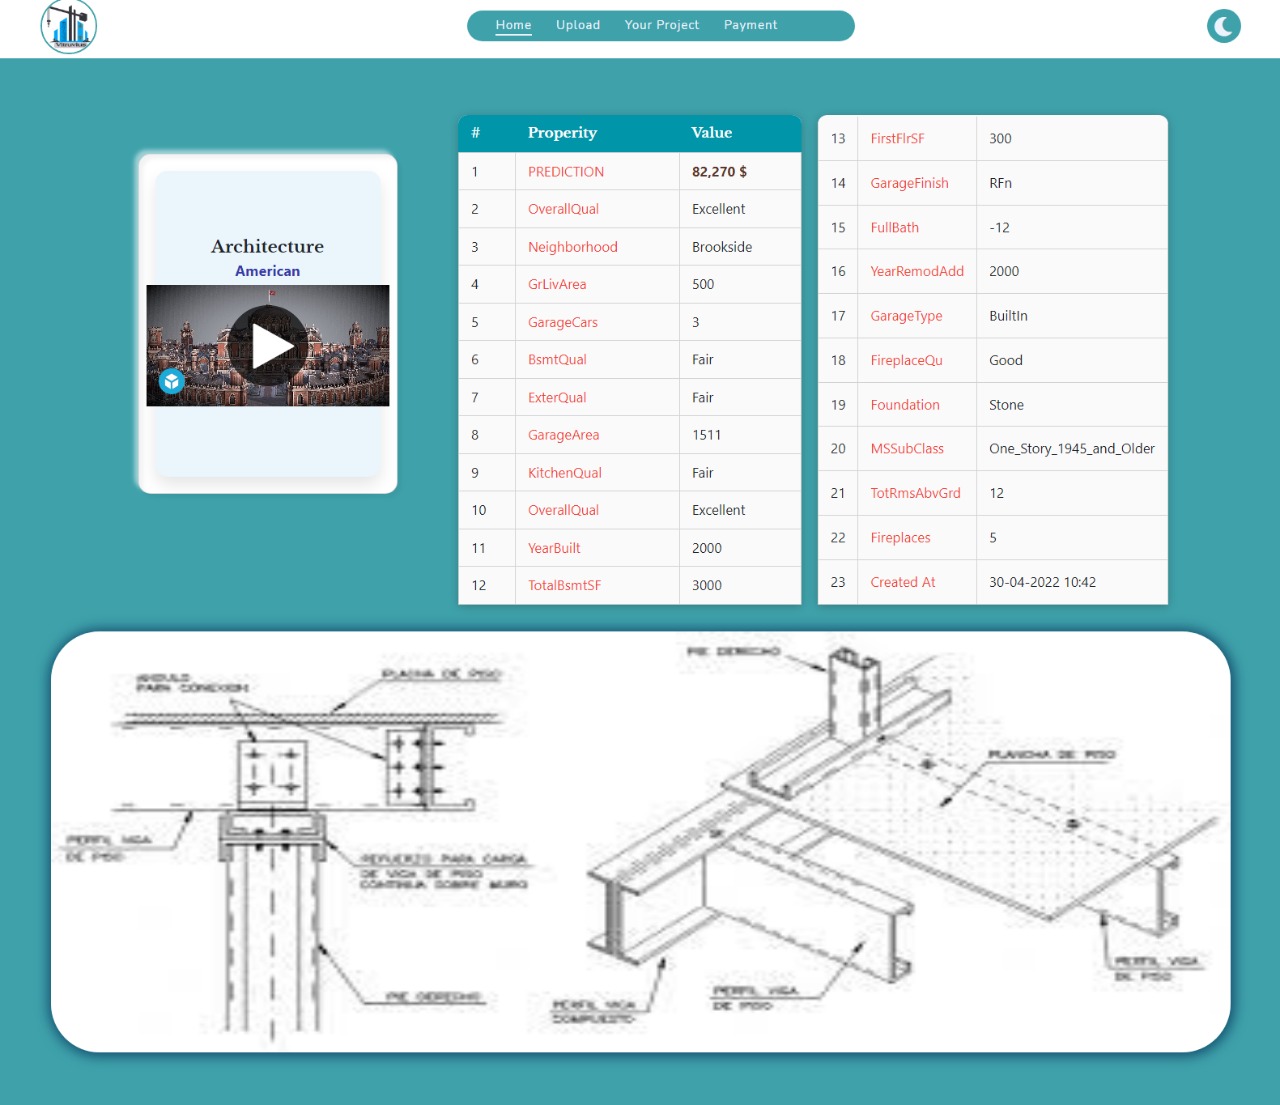 Vitruvius
Home Upload Your Project Payment
Architecture
American
# Properity Value
1 PREDICTION 82,270 $
2 OverallQual Excellent
3 Neighborhood Brookside
4 GrLivArea 500
5 GarageCars 3
6 BsmtQual Fair
7 ExterQual Fair
8 GarageArea 1511
9 KitchenQual Fair
10 OverallQual Excellent
11 YearBuilt 2000
12 TotalBsmtSF 3000
13 FirstFlrSF 300
14 GarageFinish RFn
15 FullBath -12
16 YearRemodAdd 2000
17 GarageType BuiltIn
18 FireplaceQu Good
19 Foundation Stone
20 MSSubClass One_Story_1945_and_Older
21 TotRmsAbvGrd 12
22 Fireplaces 5
23 Created At 30-04-2022 10:42
ANGULO
PARA CONEXION
PLACHA DE PISO
PERFIL VIGA
DE PISO
REFUERZO PARA CARGA
DE VIGA DE PISO
CONTINUA SOBRE MURO
PIE DERECHO
PIE DERECHO
PLANCHA DE PISO
PERFIL VIGA
COMPUESTO
PERFIL VIGA
DE PISO
PERFIL VIGA
DE PISO